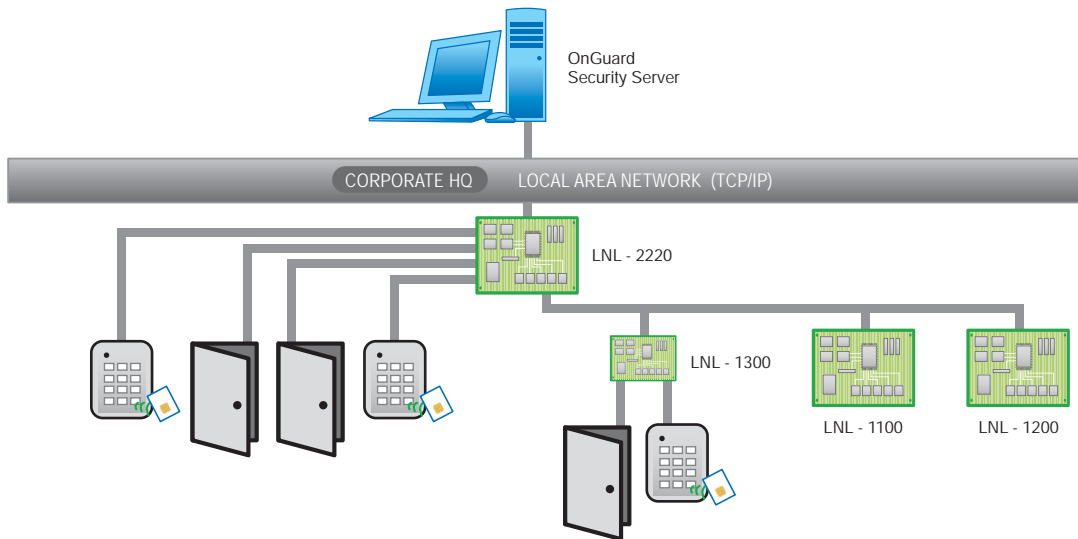 OnGuard
Security Server
CORPORATE HQ LOCAL AREA NETWORK (TCP/IP)
LNL - 2220
LNL - 1300
LNL - 1100
LNL - 1200